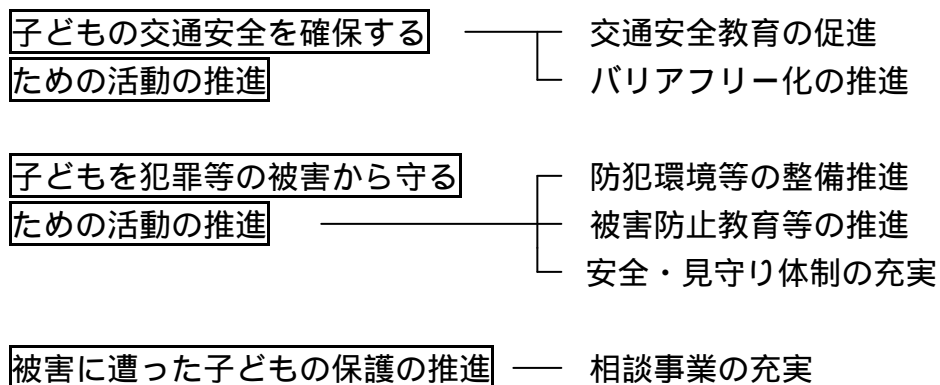 子どもの交通安全を確保する 交通安全教育の促進
ための活動の推進 バリアフリー化の推進
子どもを犯罪等の被害から守る 防犯環境等の整備推進
ための活動の推進 被害防止教育等の推進
安全・見守り体制の充実
被害に遭った子どもの保護の推進 相談事業の充実